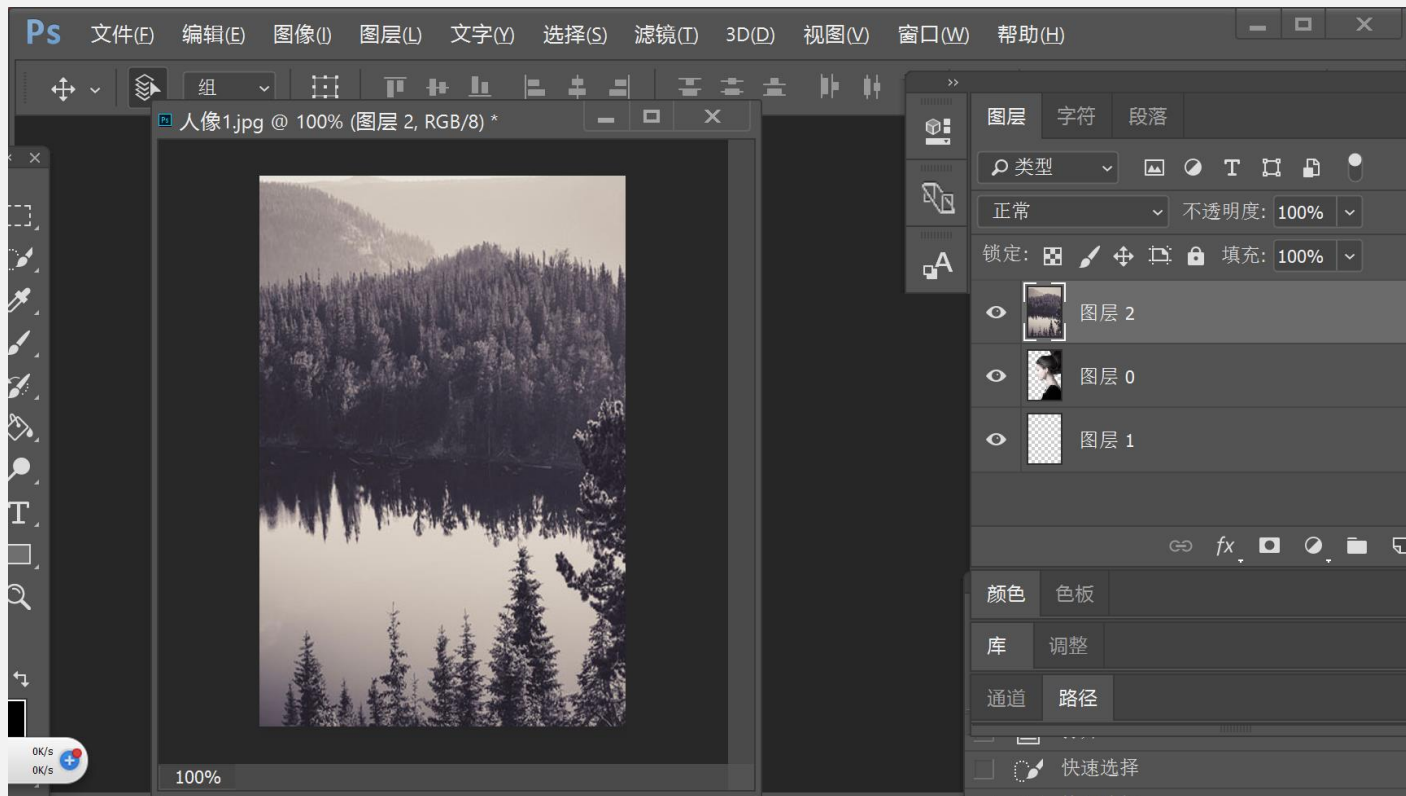 Ps 文件(F) 编辑(E) 图像(I) 图层(L) 文字(Y) 选择(S) 滤镜(T) 3D(D) 视图(V) 窗口(W) 帮助(H)
组
人像1.jpg @ 100% (图层 2, RGB/8) *
图层 字符 段落
类型
正常 不透明度: 100%
锁定: 填充: 100%
图层 2
图层 0
图层 1
fx
颜色 色板
库 调整
通道 路径
0K/s
0K/s
100%
快速选择